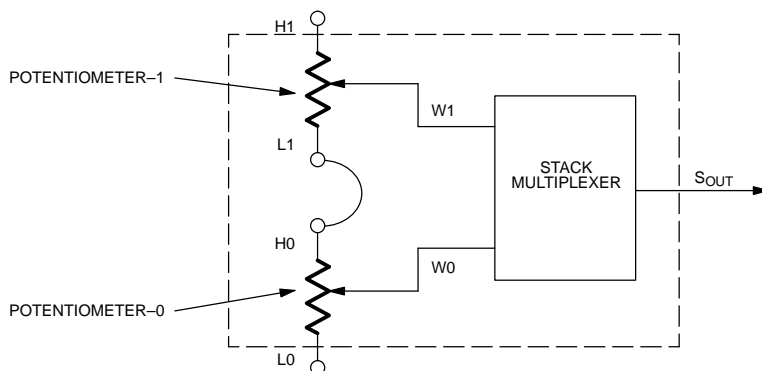 H1
POTENTIOMETER–1
W1
L1
STACK
MULTIPLEXER
SOUT
H0
W0
POTENTIOMETER–0
L0